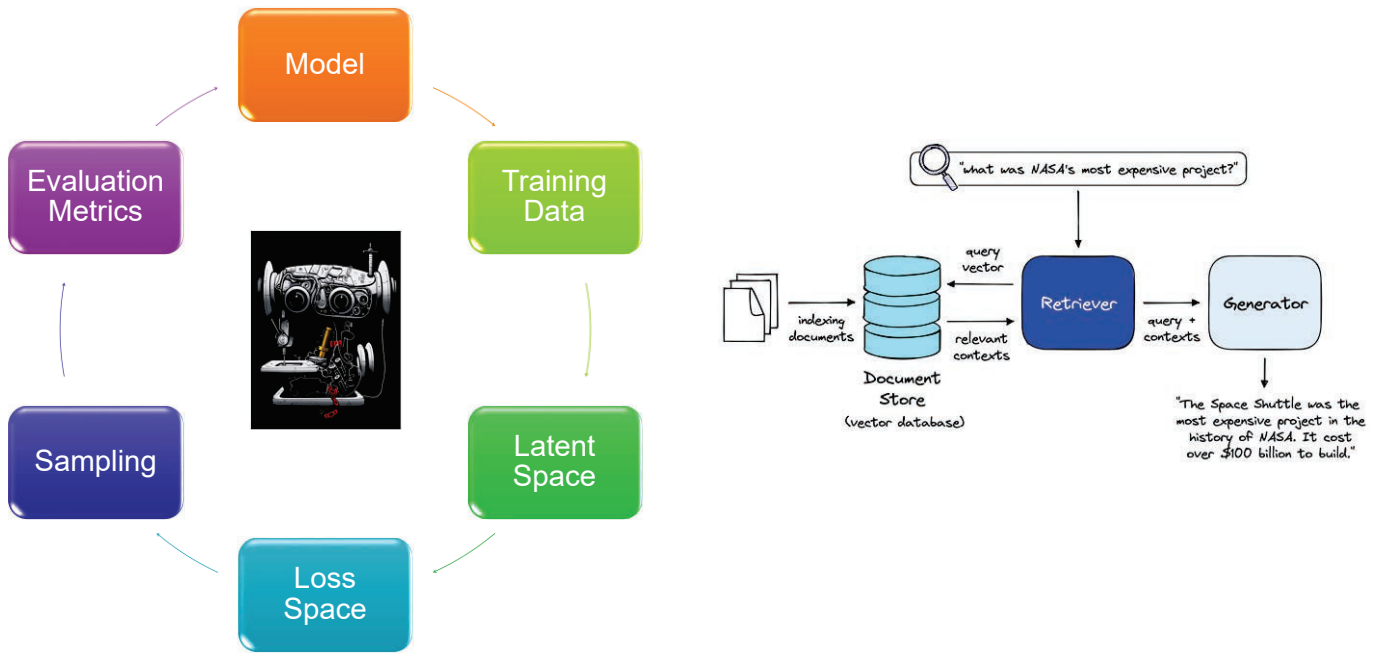 Model
Training
Data
Latent
Space
Loss
Space
Sampling
Evaluation
Metrics
"what was NASA's most expensive project?"
query
vector
indexing
documents
relevant
contexts
Retriever
query +
contexts
Generator
Document
Store
(vector database)
"The Space Shuttle was the
most expensive project in the
history of NASA. It cost
over $100 billion to build."